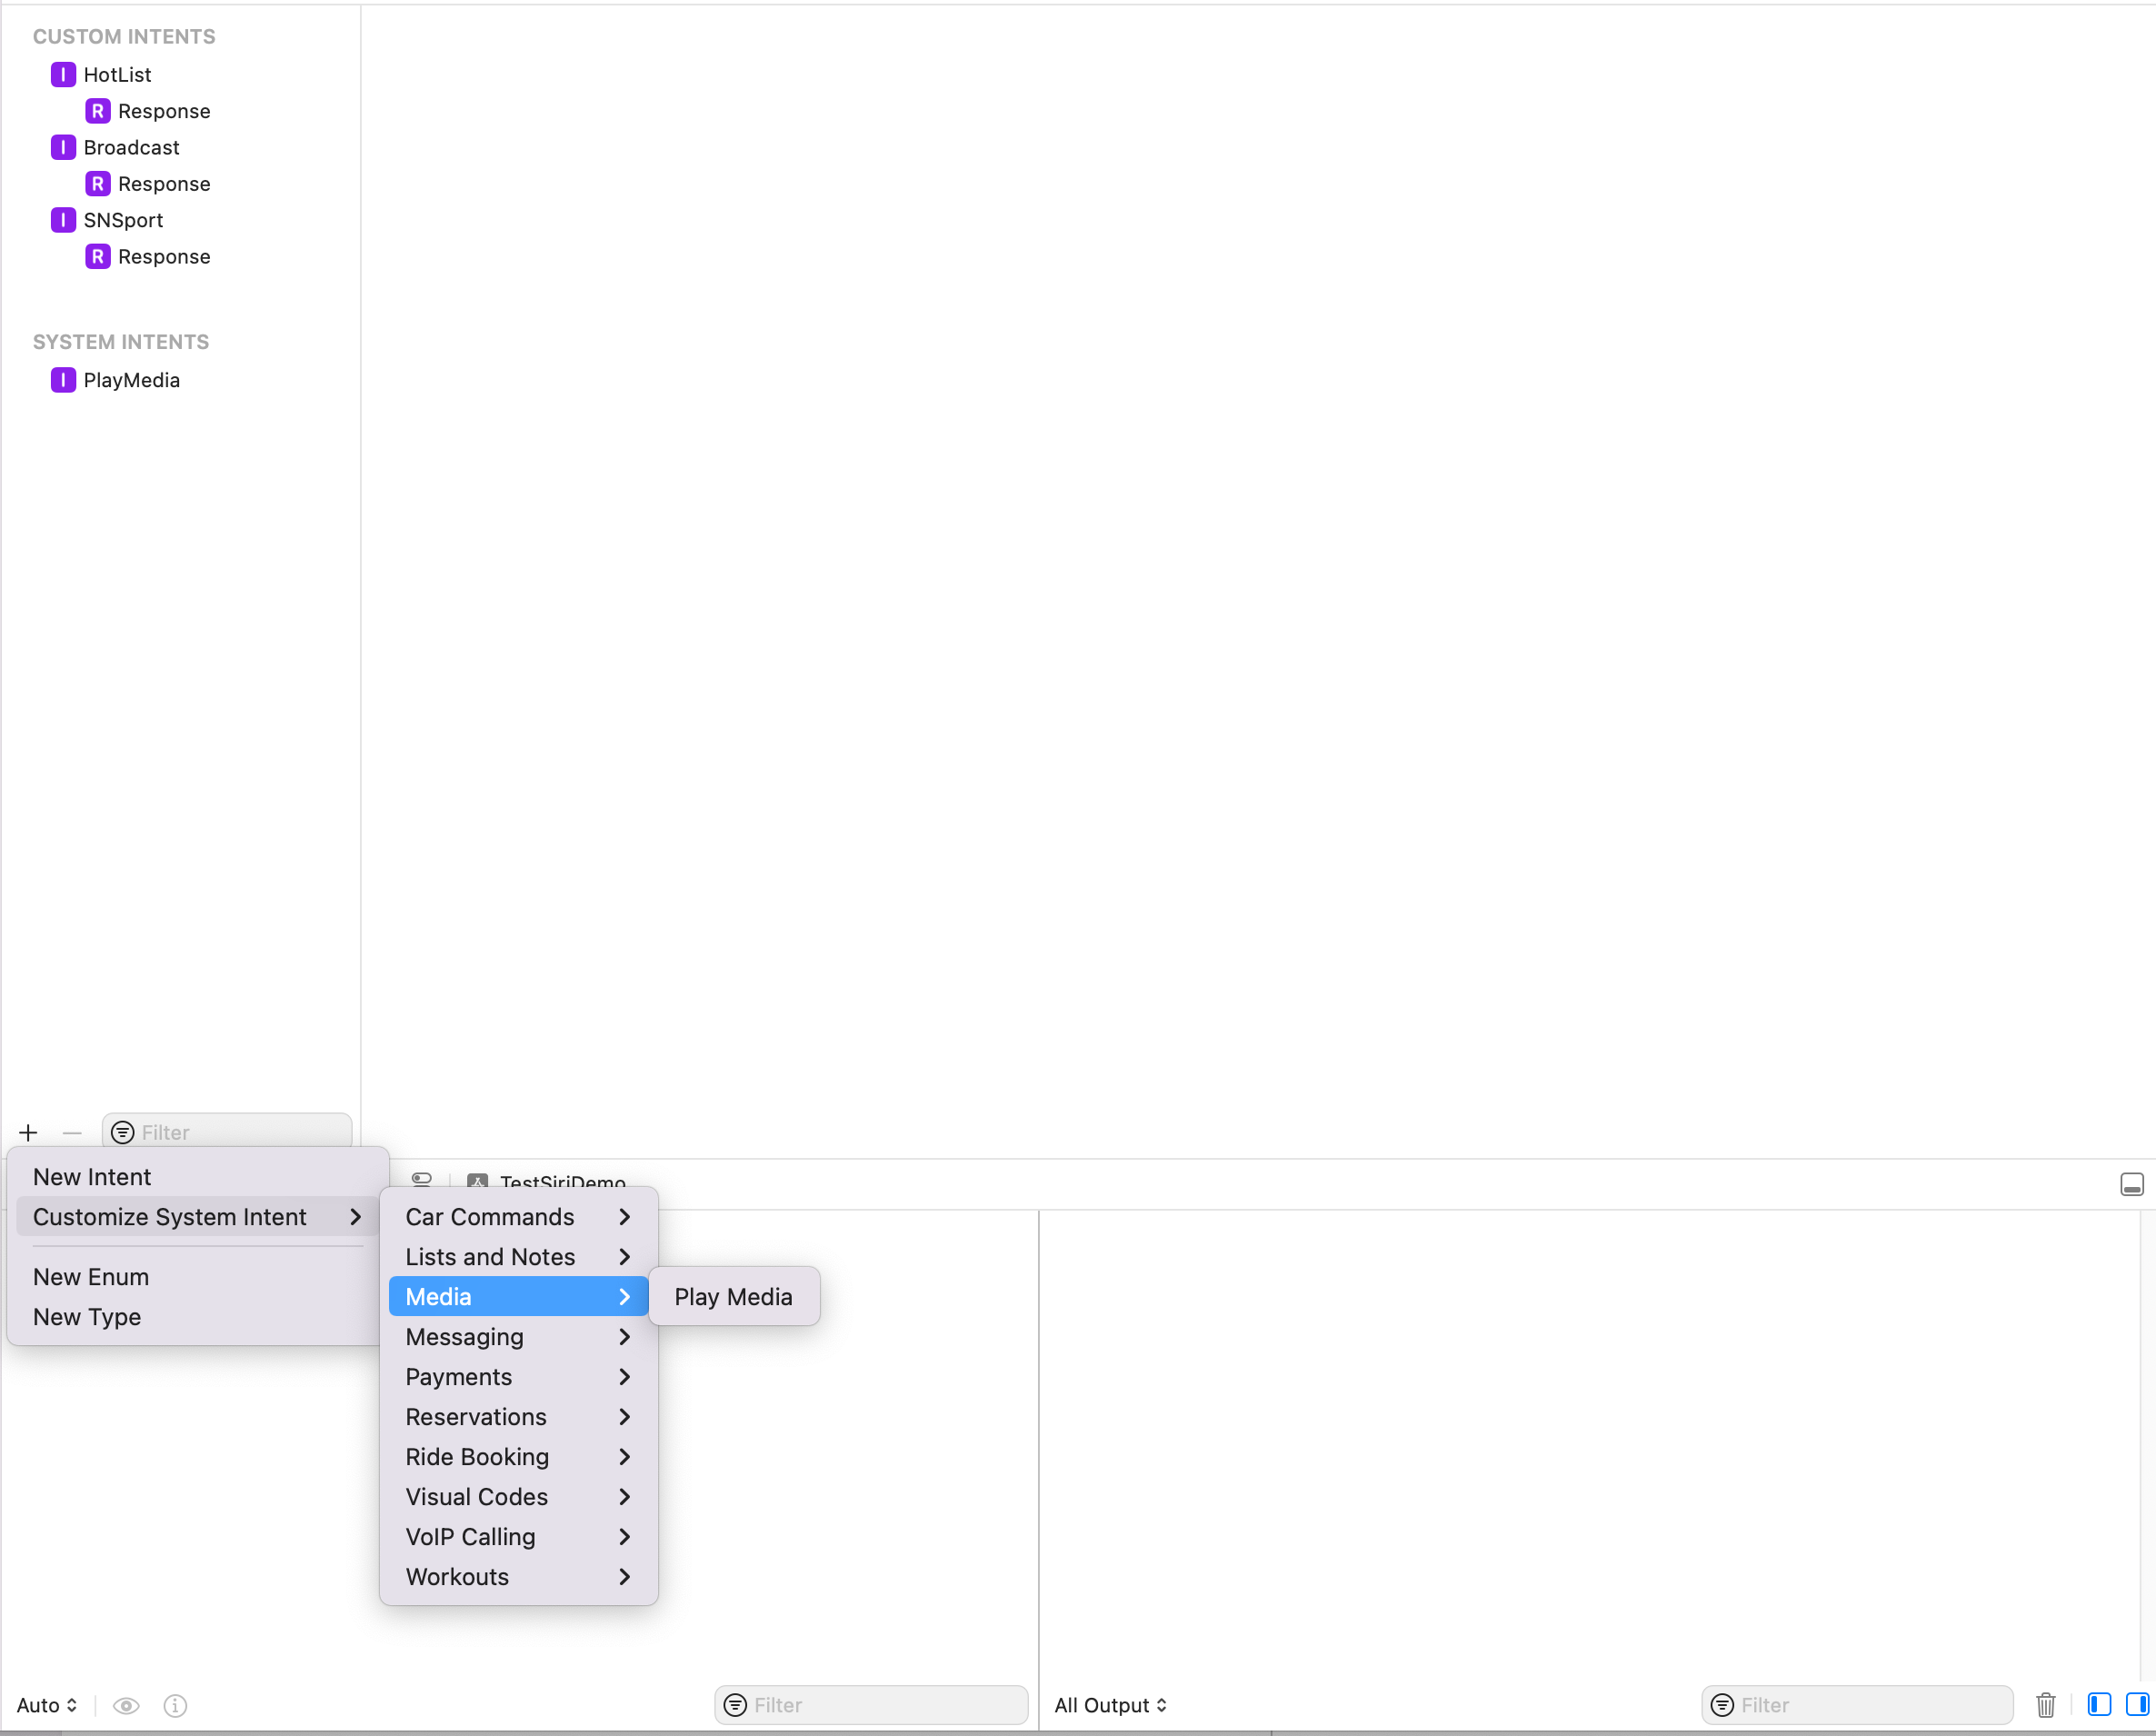 CUSTOM INTENTS
I HotList
R Response
I Broadcast
R Response
I SNSport
R Response
SYSTEM INTENTS
I PlayMedia
Filter
New Intent
Customize System Intent
New Enum
New Type
TestSiriDemo
Car Commands
Lists and Notes
Media
Messaging
Payments
Reservations
Ride Booking
Visual Codes
VoIP Calling
Workouts
Play Media
Auto
Filter
All Output
Filter